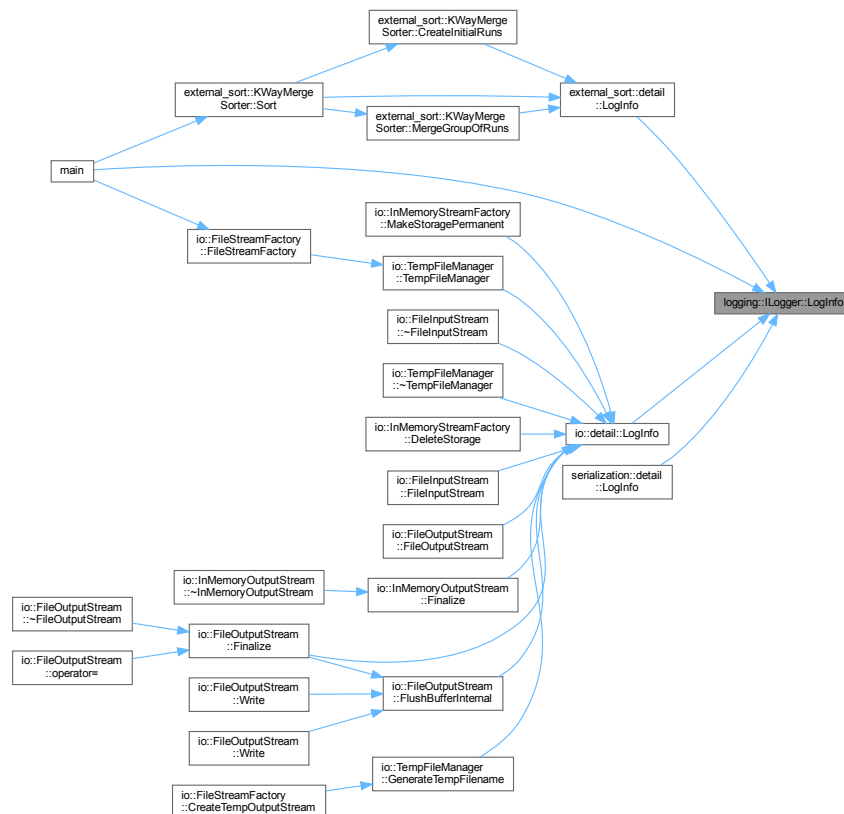 external_sort::KWayMerge
Sorter::CreateInitialRuns
external_sort::KWayMerge
Sorter::Sort
external_sort::detail
::LogInfo
external_sort::KWayMerge
Sorter::MergeGroupOfRuns
main
io::InMemoryStreamFactory
::MakeStoragePermanent
io::FileStreamFactory
::FileStreamFactory
io::TempFileManager
::TempFileManager
logging::ILogger::LogInfo
io::FileInputStream
::~FileInputStream
io::TempFileManager
::~TempFileManager
io::InMemoryStreamFactory
::DeleteStorage
io::detail::LogInfo
io::FileInputStream
::FileInputStream
serialization::detail
::LogInfo
io::FileOutputStream
::FileOutputStream
io::InMemoryOutputStream
::~InMemoryOutputStream
io::InMemoryOutputStream
::Finalize
io::FileOutputStream
::~FileOutputStream
io::FileOutputStream
::Finalize
io::FileOutputStream
::operator=
io::FileOutputStream
::FlushBufferInternal
io::FileOutputStream
::Write
io::FileOutputStream
::Write
io::TempFileManager
::GenerateTempFilename
io::FileStreamFactory
::CreateTempOutputStream